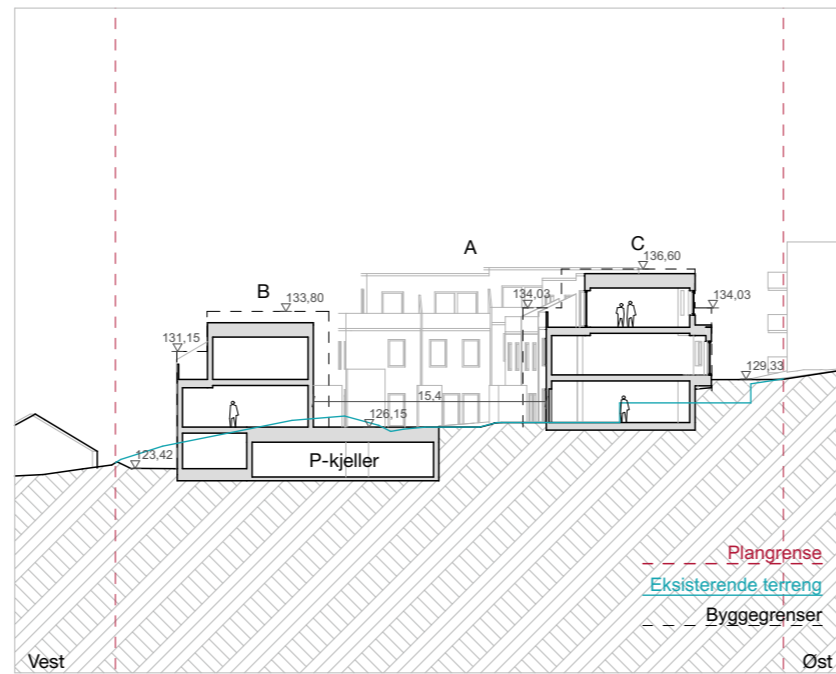 A
C
136,60
B
133,80
134,03
134,03
131,15
129,33
15,4
126,15
123,42
P-kjeller
Plangrense
Eksisterende terreng
Byggegrenser
Vest
Øst